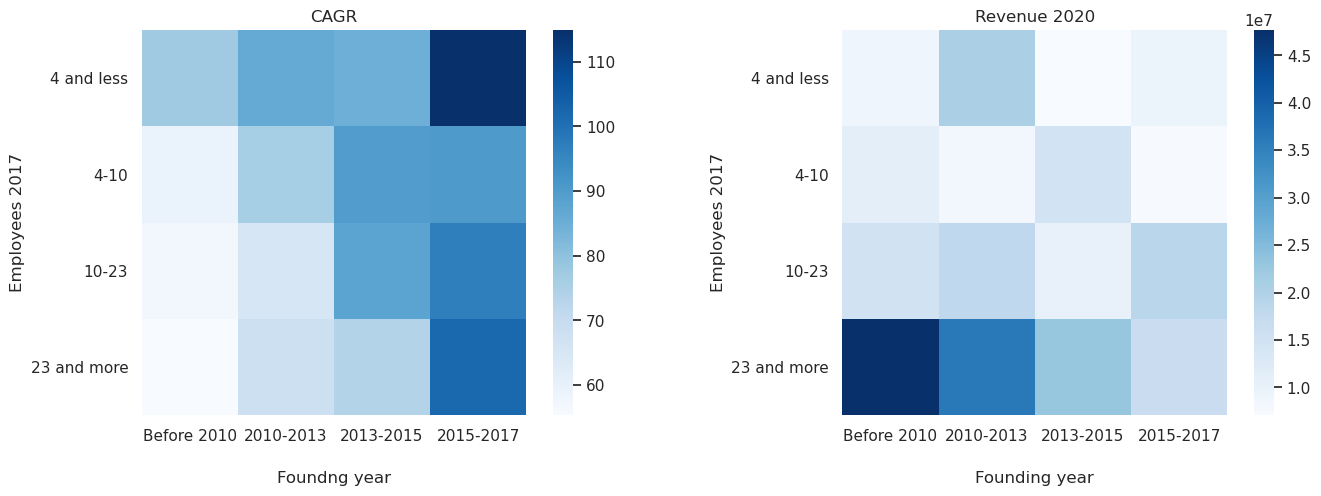 CAGR
4 and less
4-10
10-23
23 and more
Employees 2017
Before 2010 2010-2013 2013-2015 2015-2017
Foundng year
110
100
90
80
70
60
Revenue 2020
4 and less
4-10
10-23
23 and more
Employees 2017
Before 2010 2010-2013 2013-2015 2015-2017
Founding year
1e7
4.5
4.0
3.5
3.0
2.5
2.0
1.5
1.0